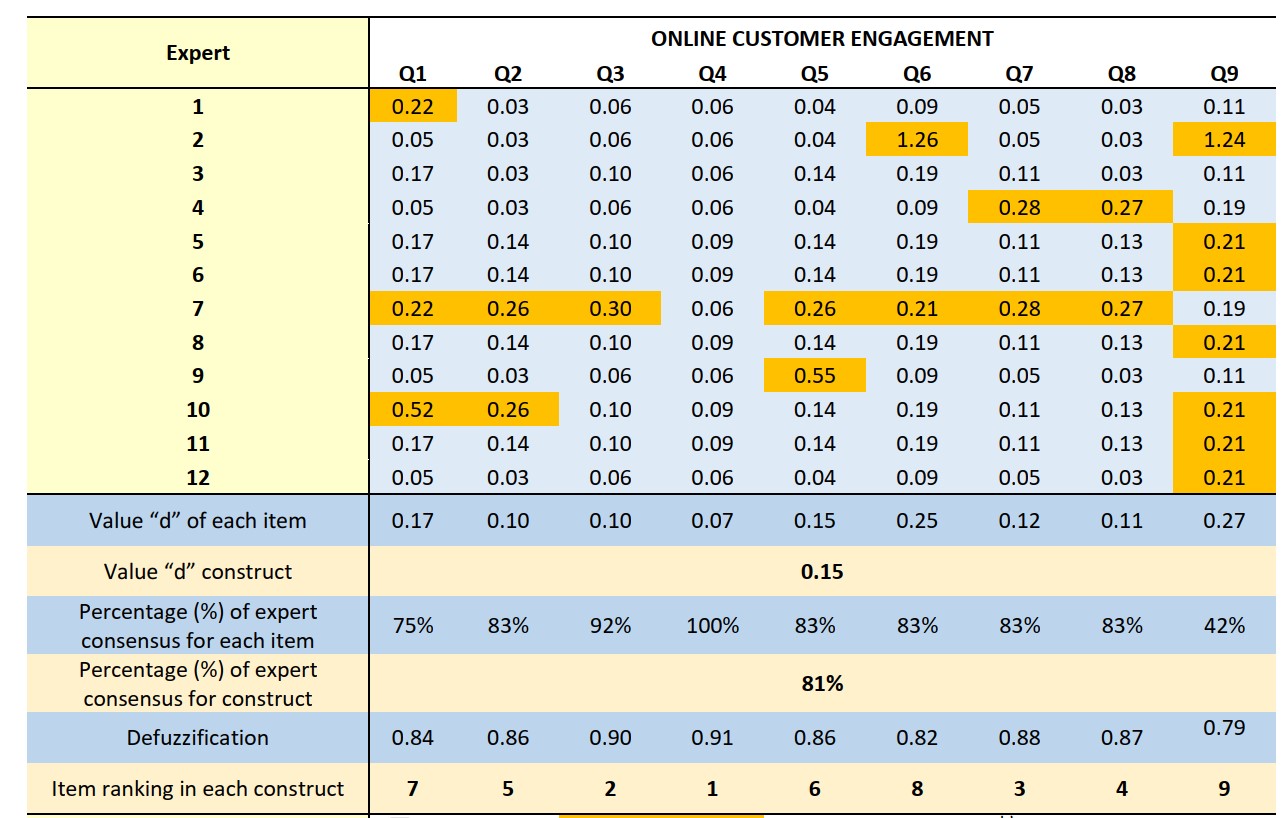 Expert ONLINE CUSTOMER ENGAGEMENT
Q1 Q2 Q3 Q4 Q5 Q6 Q7 Q8 Q9
1 0.22 0.03 0.06 0.06 0.04 0.09 0.05 0.03 0.11
2 0.05 0.03 0.06 0.06 0.04 1.26 0.05 0.03 1.24
3 0.17 0.03 0.10 0.06 0.14 0.19 0.11 0.03 0.11
4 0.05 0.03 0.06 0.06 0.04 0.09 0.28 0.27 0.19
5 0.17 0.14 0.10 0.09 0.14 0.19 0.11 0.13 0.21
6 0.17 0.14 0.10 0.09 0.14 0.19 0.11 0.13 0.21
7 0.22 0.26 0.30 0.06 0.26 0.21 0.28 0.27 0.19
8 0.17 0.14 0.10 0.09 0.14 0.19 0.11 0.13 0.21
9 0.05 0.03 0.06 0.06 0.55 0.09 0.05 0.03 0.11
10 0.52 0.26 0.10 0.09 0.14 0.19 0.11 0.13 0.21
11 0.17 0.14 0.10 0.09 0.14 0.19 0.11 0.13 0.21
12 0.05 0.03 0.06 0.06 0.04 0.09 0.05 0.03 0.21
Value “d” of each item 0.17 0.10 0.10 0.07 0.15 0.25 0.12 0.11 0.27
Value “d” construct 0.15
Percentage (%) of expert
consensus for each item 75% 83% 92% 100% 83% 83% 83% 83% 42%
Percentage (%) of expert
consensus for construct 81%
Defuzzification 0.84 0.86 0.90 0.91 0.86 0.82 0.88 0.87 0.79
Item ranking in each construct 7 5 2 1 6 8 3 4 9